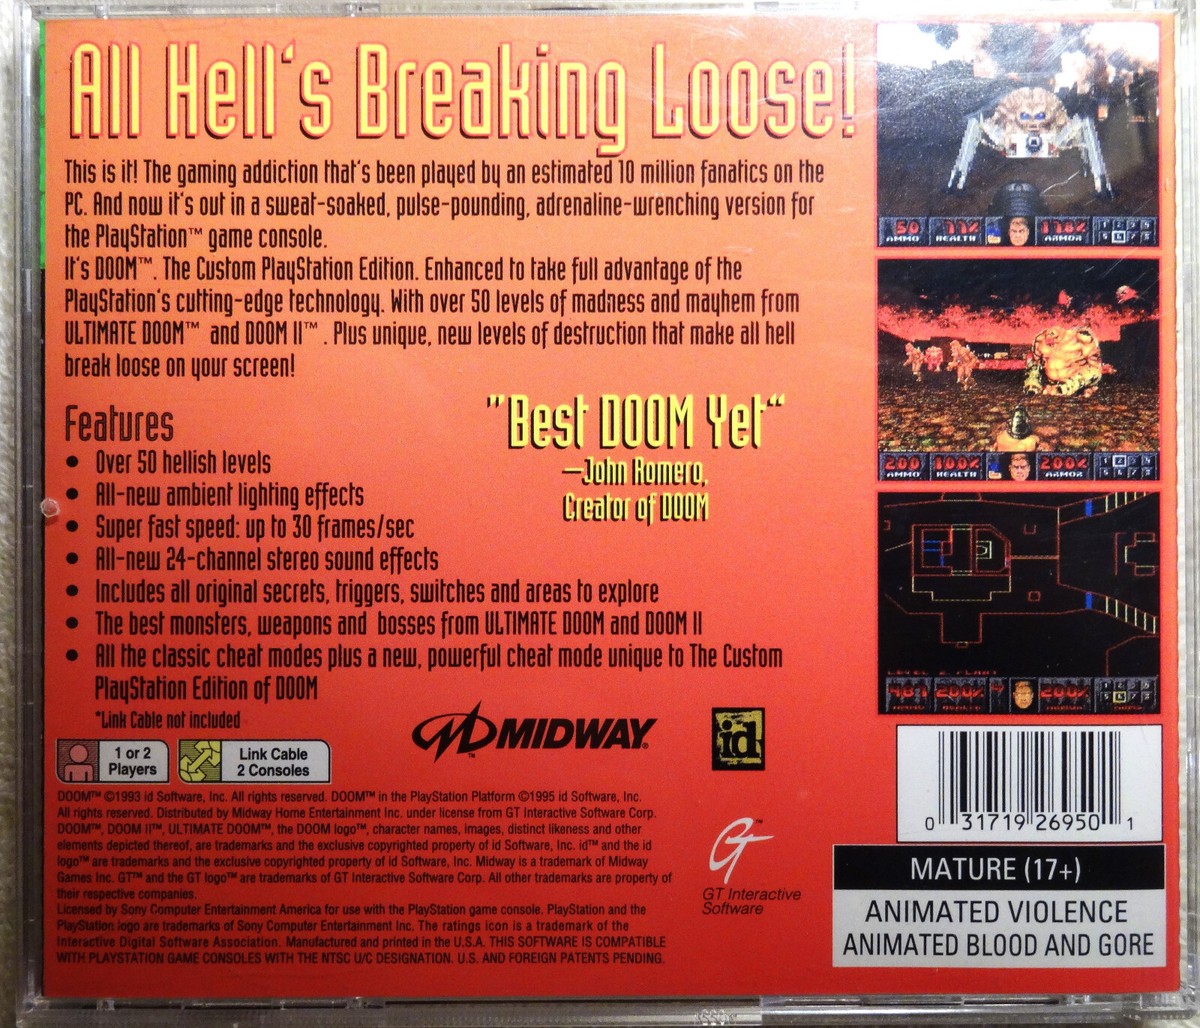 All Hell's Breaking Loose!
This is it! The gaming addiction that's been played by an estimated 10 million fanatics on the
PC. And now it's out in a sweat-soaked, pulse-pounding, adrenaline-wrenching version for
the PlayStation™ game console.
It's DOOM™. The Custom PlayStation Edition. Enhanced to take full advantage of the
PlayStation's cutting-edge technology. With over 50 levels of madness and mayhem from
ULTIMATE DOOM™ and DOOM II™ . Plus unique, new levels of destruction that make all hell
break loose on your screen!
Features
• Over 50 hellish levels
• All-new ambient lighting effects
• Super fast speed: up to 30 frames/sec
• All-new 24-channel stereo sound effects
• Includes all original secrets, triggers, switches and areas to explore
• The best monsters, weapons and bosses from ULTIMATE DOOM and DOOM II
• All the classic cheat modes plus a new, powerful cheat mode unique to The Custom
PlayStation Edition of DOOM
*Link Cable not included
"Best DOOM Yet"
—John Romero,
Creator of DOOM
50 77% 178%
AMMO HEALTH ARMOR
200 100% 200%
AMMO HEALTH ARMOR
LEVEL 2: PLANT
200% 200%
1 or 2
Players
Link Cable
2 Consoles
MIDWAY®
id
DOOM™ ©1993 id Software, Inc. All rights reserved. DOOM™ in the PlayStation Platform ©1995 id Software, Inc.
All rights reserved. Distributed by Midway Home Entertainment Inc. under license from GT Interactive Software Corp.
DOOM™, DOOM II™, ULTIMATE DOOM™, the DOOM logo™, character names, images, distinct likeness and other
elements depicted thereof, are trademarks and the exclusive copyrighted property of id Software, Inc. id™ and the id
logo™ are trademarks and the exclusive copyrighted property of id Software, Inc. Midway is a trademark of Midway
Games Inc. GT™ and the GT logo™ are trademarks of GT Interactive Software Corp. All other trademarks are property of
their respective companies.
Licensed by Sony Computer Entertainment America for use with the PlayStation game console. PlayStation and the
PlayStation logo are trademarks of Sony Computer Entertainment Inc. The ratings icon is a trademark of the
Interactive Digital Software Association. Manufactured and printed in the U.S.A. THIS SOFTWARE IS COMPATIBLE
WITH PLAYSTATION GAME CONSOLES WITH THE NTSC U/C DESIGNATION. U.S. AND FOREIGN PATENTS PENDING.
GT™
GT Interactive
Software
0 31719 26950 1
MATURE (17+)
ANIMATED VIOLENCE
ANIMATED BLOOD AND GORE